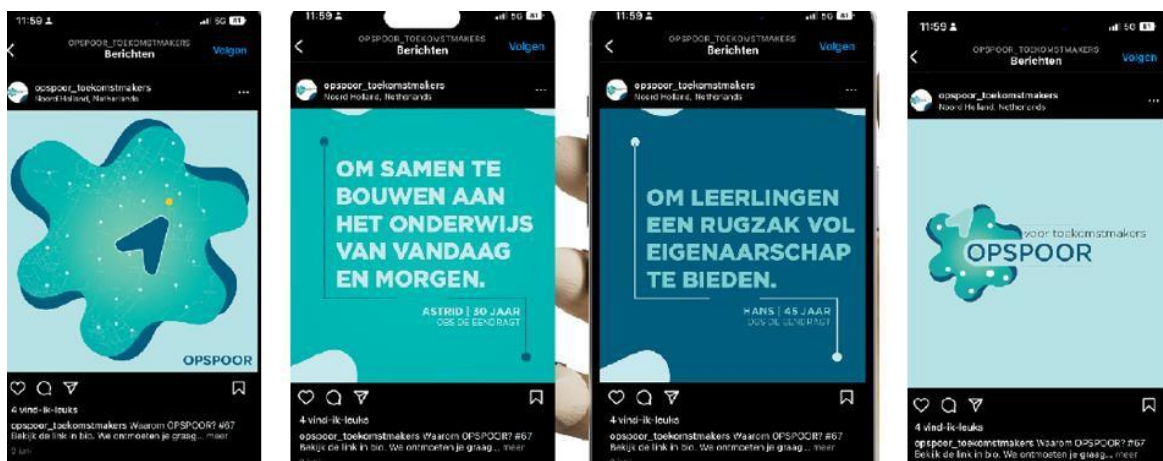 11:59
5G 81
OPSPOOR_TOEKOMSTMAKERS
Berichten
Volgen
opspoor_toekomstmakers
Noord Holland, Netherlands
OPSPOOR
4 vind-ik-leuks
opspoor_toekomstmakers Waarom OPSPOOR? #67
Bekijk de link in bio. We ontmoeten je graag... meer
11:59
5G 81
OPSPOOR_TOEKOMSTMAKERS
Berichten
Volgen
opspoor_toekomstmakers
Noord Holland, Netherlands
OM SAMEN TE
BOUWEN AAN
HET ONDERWIJS
VAN VANDAAG
EN MORGEN.
ASTRID | 30 JAAR
OBS DE EENDRAGT
4 vind-ik-leuks
opspoor_toekomstmakers Waarom OPSPOOR? #67
Bekijk de link in bio. We ontmoeten je graag... meer
11:59
5G 81
OPSPOOR_TOEKOMSTMAKERS
Berichten
Volgen
opspoor_toekomstmakers
Noord Holland, Netherlands
OM LEERLINGEN
EEN RUGZAK VOL
EIGENAARSCHAP
TE BIEDEN.
HANS | 45 JAAR
OBS DE EENDRAGT
4 vind-ik-leuks
opspoor_toekomstmakers Waarom OPSPOOR? #67
Bekijk de link in bio. We ontmoeten je graag... meer
11:59
5G 81
OPSPOOR_TOEKOMSTMAKERS
Berichten
Volgen
opspoor_toekomstmakers
Noord Holland, Netherlands
voor toekomstmakers
OPSPOOR
4 vind-ik-leuks
opspoor_toekomstmakers Waarom OPSPOOR? #67
Bekijk de link in bio. We ontmoeten je graag... meer